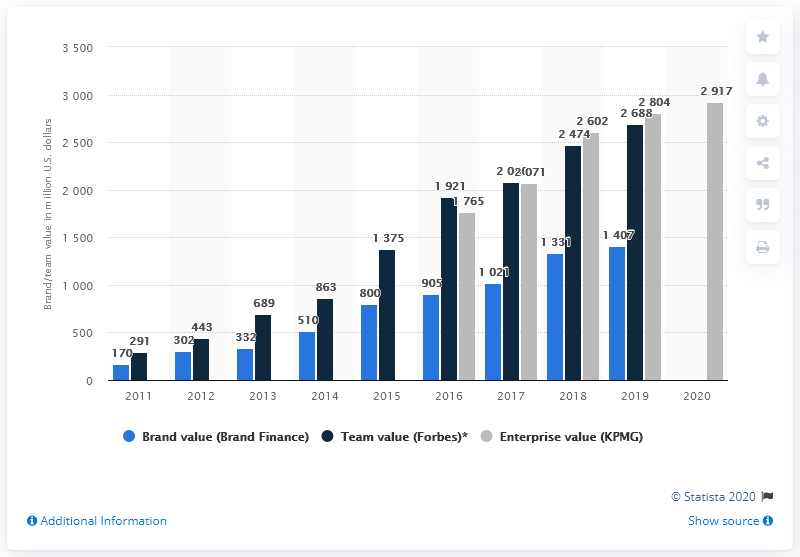 3 500
3 000
2 500
2 000
1 500
1 000
500
0
Brand/team value in million U.S. dollars
170 291
302 443
332 689
510 863
800 1 375
905 1 921 1 765
1 021 2 071
1 331 2 474 2 602
1 407 2 688 2 804
2 917
2011 2012 2013 2014 2015 2016 2017 2018 2019 2020
Brand value (Brand Finance) Team value (Forbes)* Enterprise value (KPMG)
© Statista 2020
Additional Information
Show source